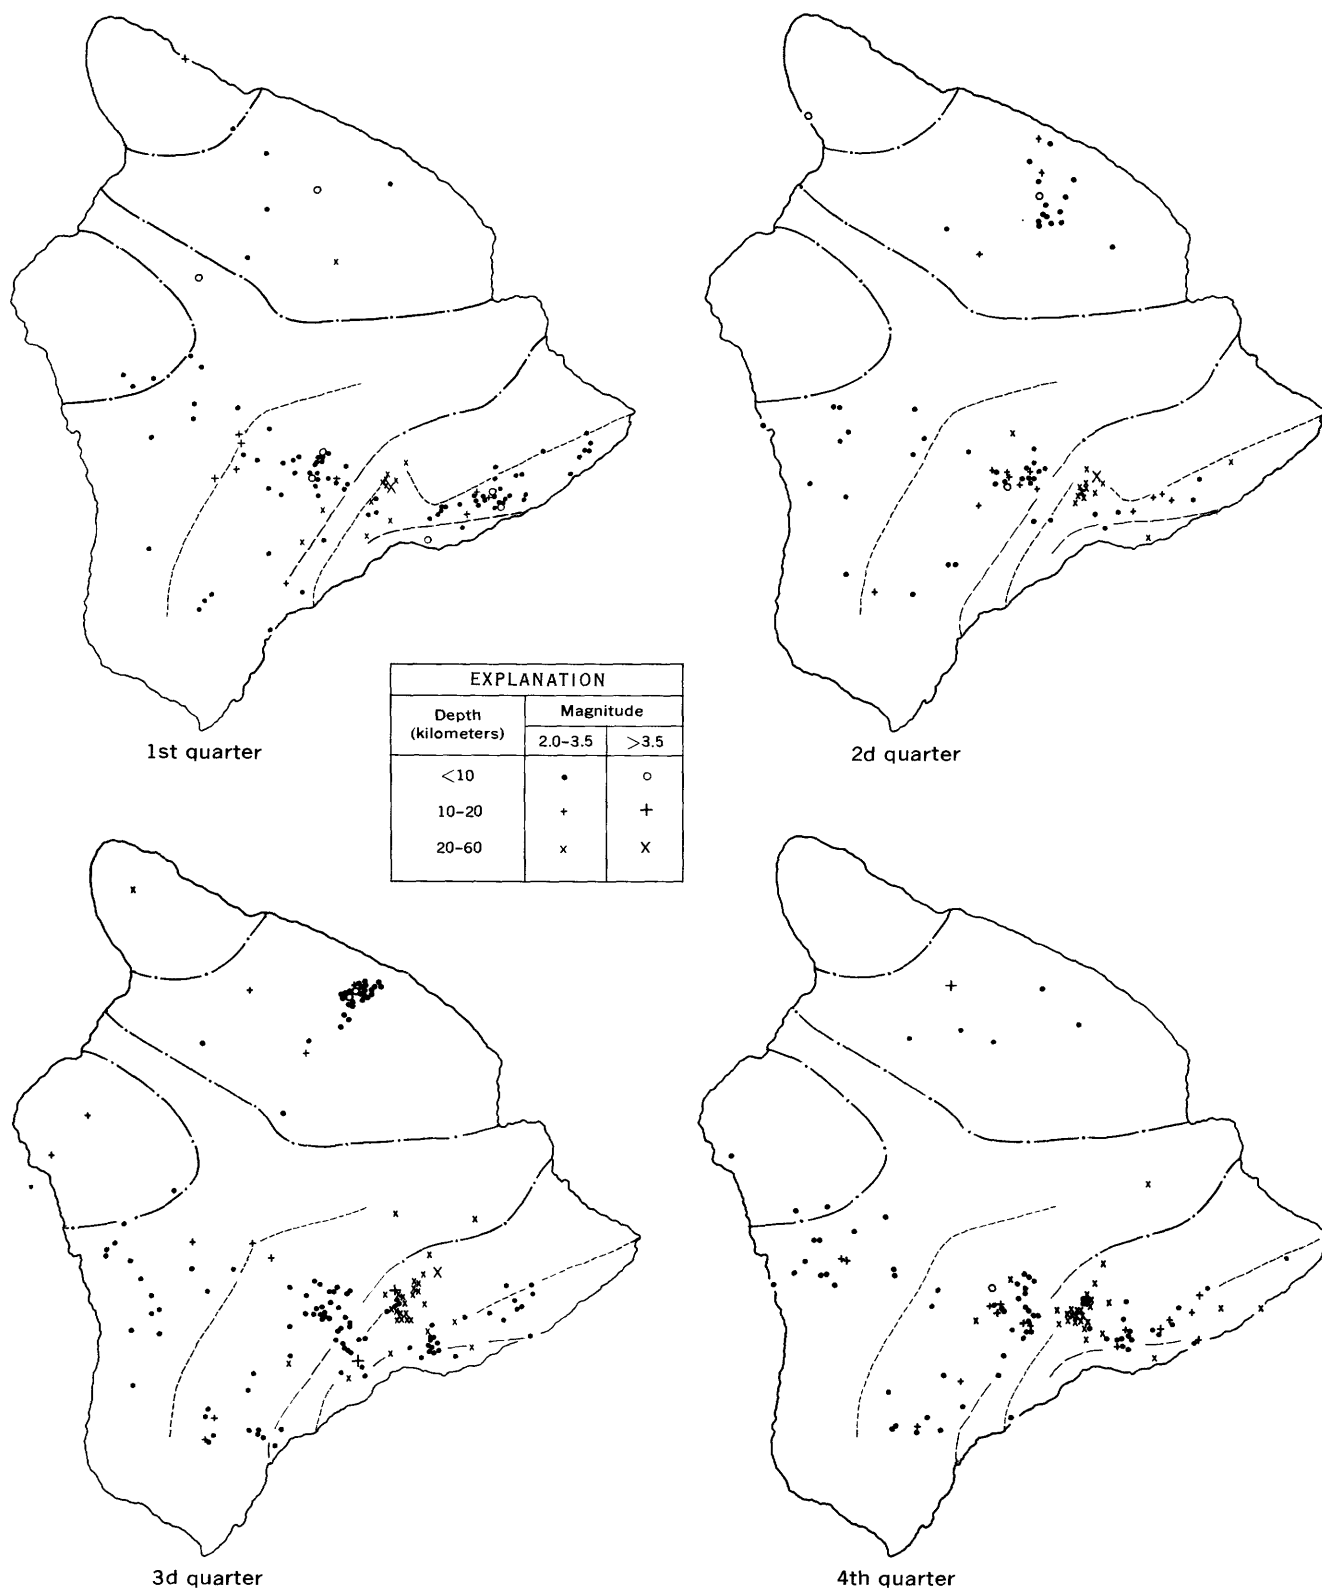 1st quarter
2d quarter
EXPLANATION
Depth
(kilometers)
Magnitude
2.0–3.5 >3.5
<10
10–20
20–60
3d quarter
4th quarter